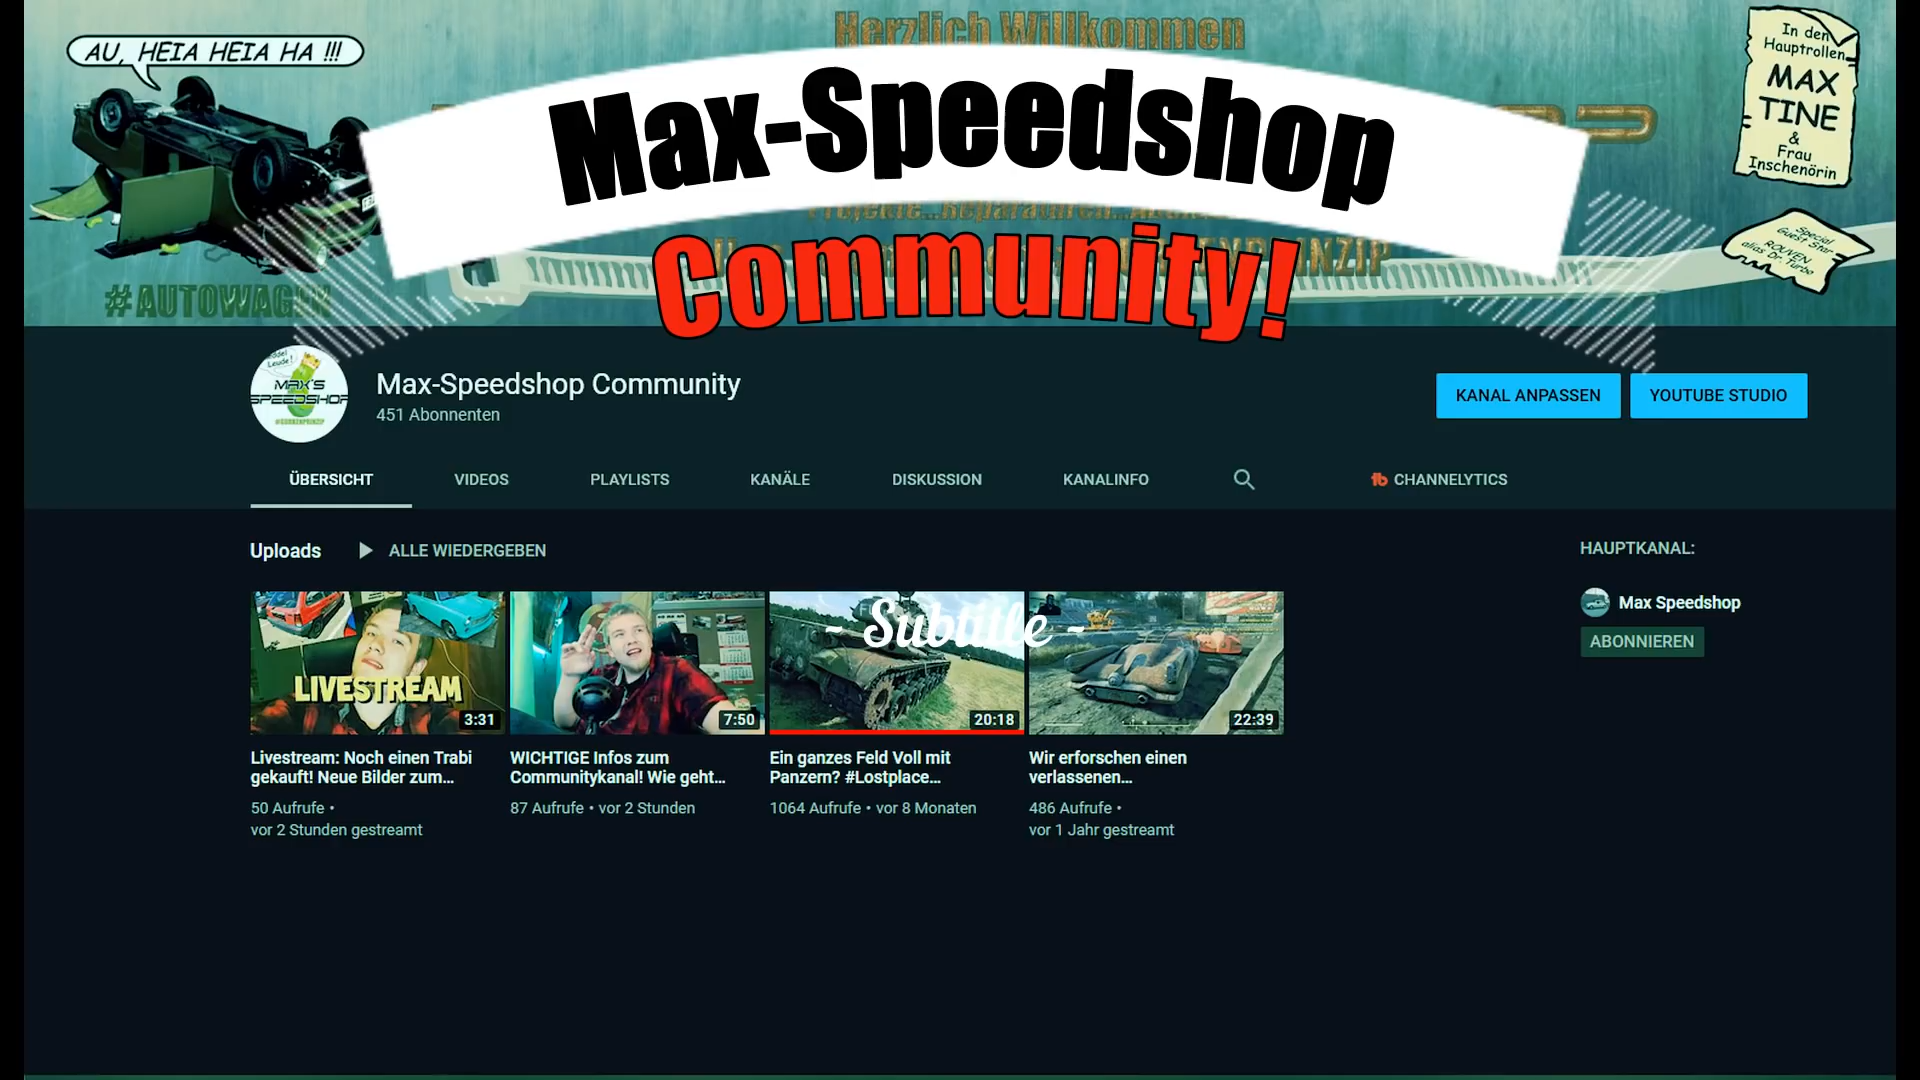 AU, HEIA HEIA HA !!!
Herzlich Willkommen
In den
Hauptrollen
MAX
TINE
&
Frau
Inschenörin
Max-Speedshop
Community!
Special
Guest Star
ROUVEN
alias Dr. Turbo
#AUTOWAGEN
MAX'S
SPEEDSHOP
Max-Speedshop Community
451 Abonnenten
KANAL ANPASSEN
YOUTUBE STUDIO
ÜBERSICHT
VIDEOS
PLAYLISTS
KANÄLE
DISKUSSION
KANALINFO
CHANNELYTICS
Uploads
ALLE WIEDERGEBEN
HAUPTKANAL:
Max Speedshop
ABONNIEREN
- Subtitle -
LIVESTREAM
3:31
7:50
20:18
22:39
Livestream: Noch einen Trabi
gekauft! Neue Bilder zum...
50 Aufrufe •
vor 2 Stunden gestreamt
WICHTIGE Infos zum
Communitykanal! Wie geht...
87 Aufrufe • vor 2 Stunden
Ein ganzes Feld Voll mit
Panzern? #Lostplace...
1064 Aufrufe • vor 8 Monaten
Wir erforschen einen
verlassenen...
486 Aufrufe •
vor 1 Jahr gestreamt